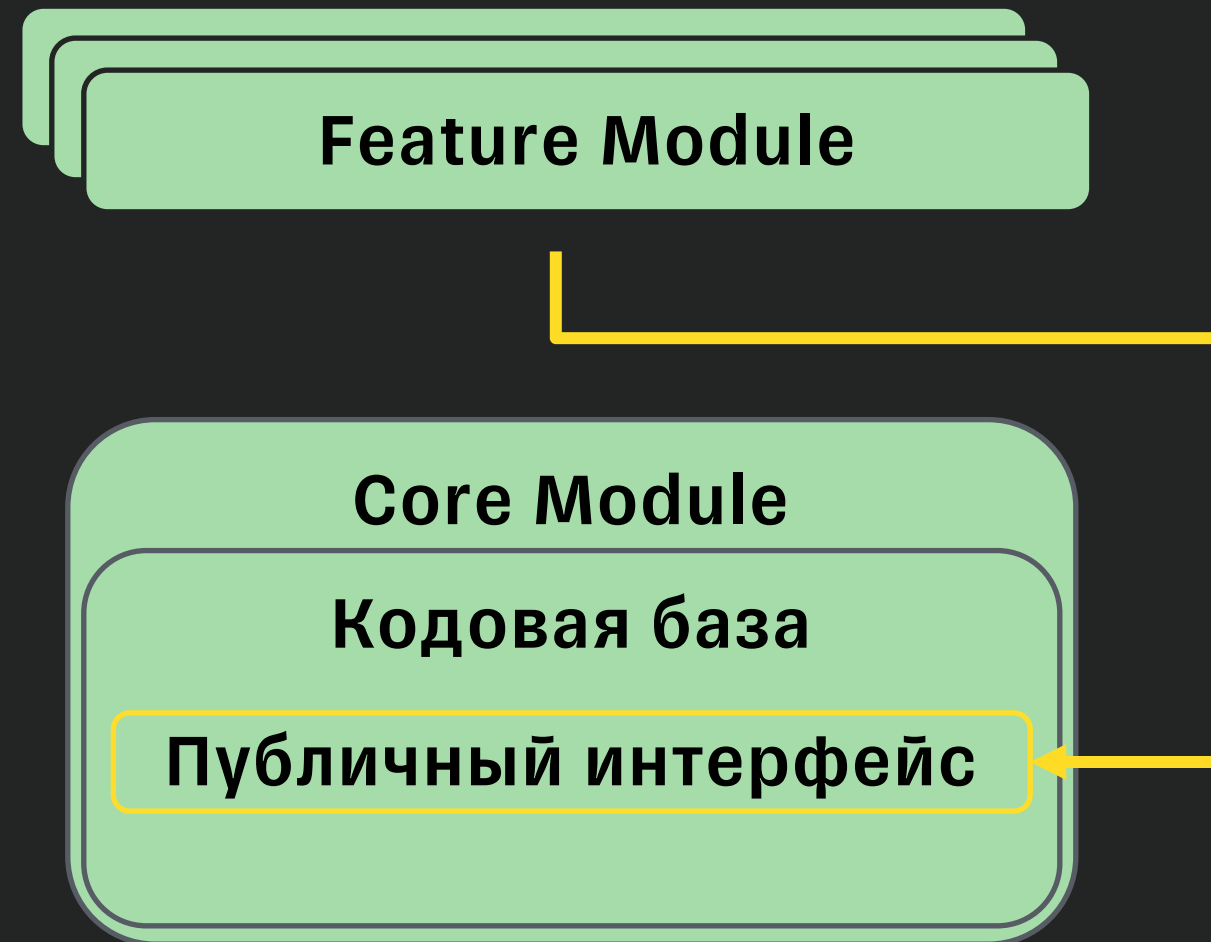 Feature Module
Core Module
Кодовая база
Публичный интерфейс